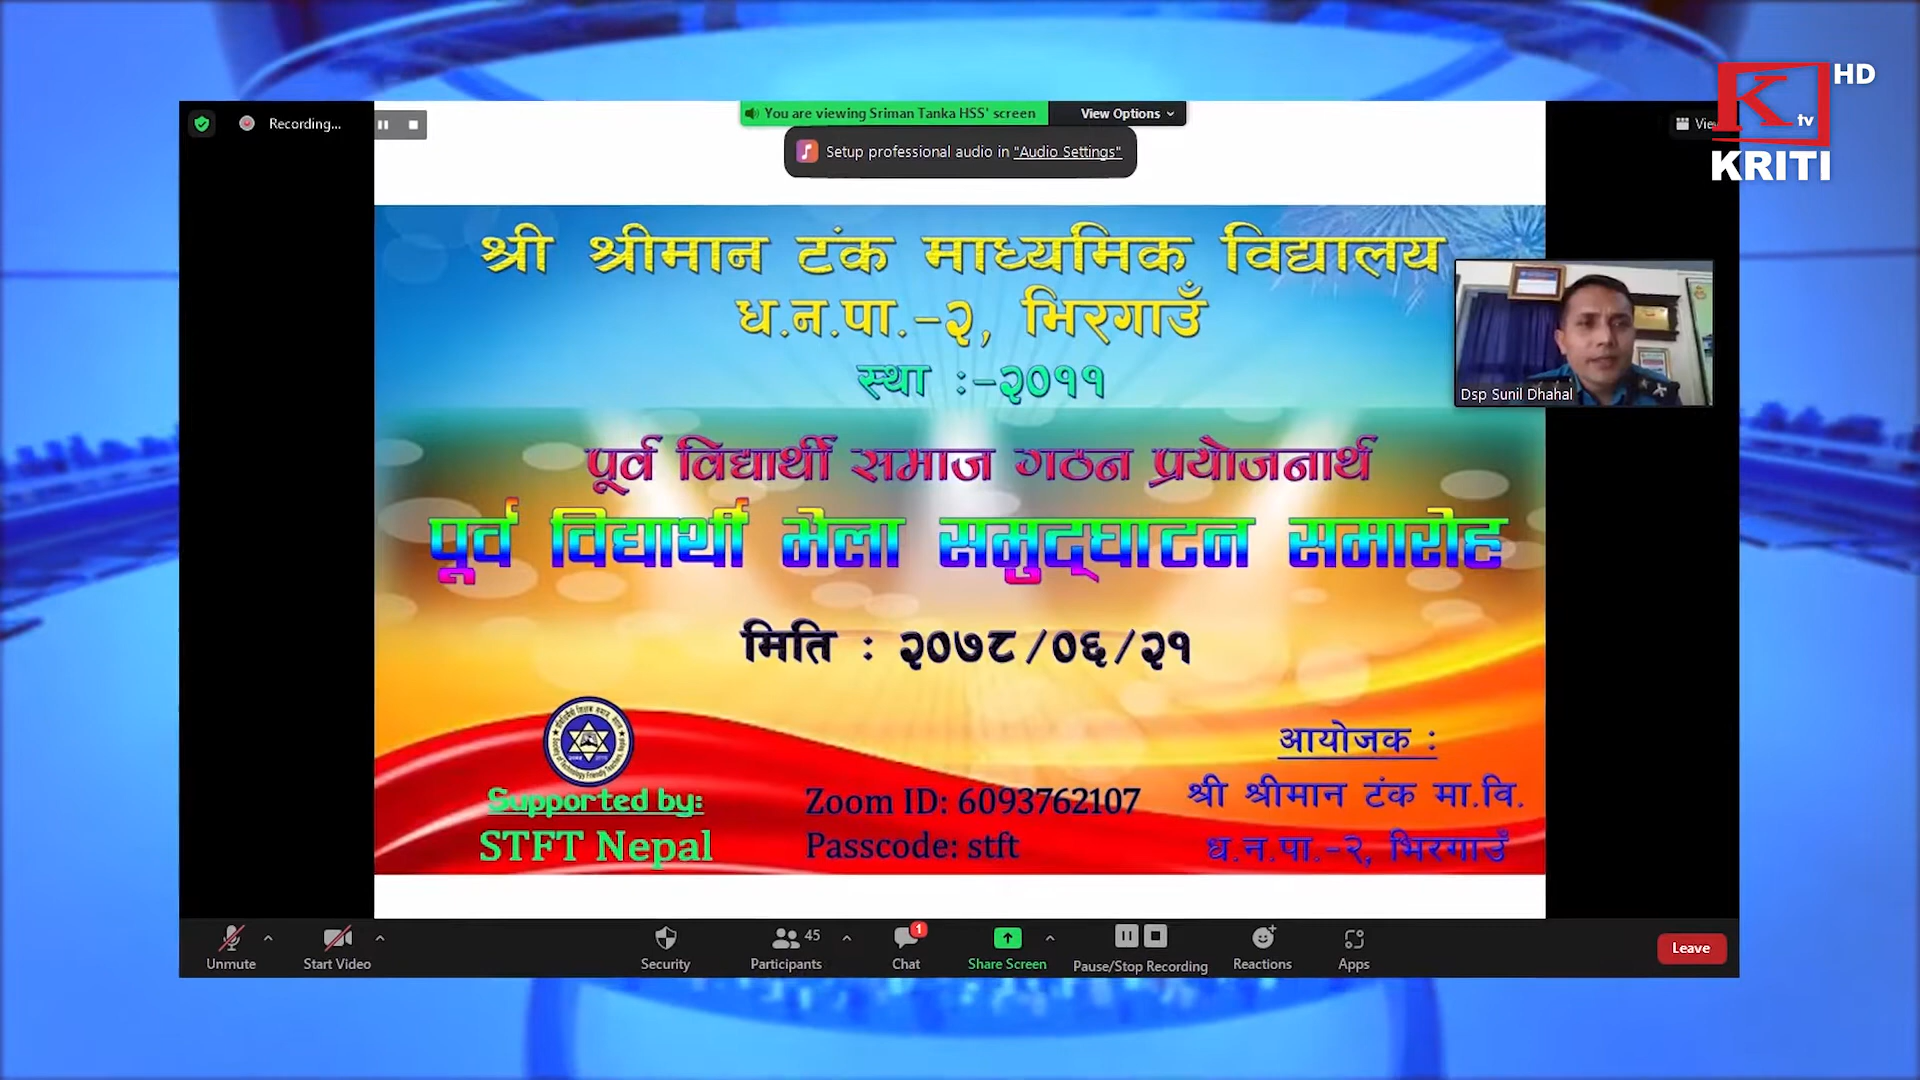 HD
K tv
KRITI
Recording...
You are viewing Sriman Tanka HSS' screen
View Options
Setup professional audio in "Audio Settings"
श्री श्रीमान टंक माध्यमिक विद्यालय
ध.न.पा.-२, भिरगाउँ
स्था :-२०११
Dsp Sunil Dhahal
पूर्व विद्यार्थी समाज गठन प्रयोजनार्थ
पूर्व विद्यार्थी भेला समुद्घाटन समारोह
मिति : २०७८/०६/२१
Supported by:
STFT Nepal
Zoom ID: 6093762107
Passcode: stft
आयोजक :
श्री श्रीमान टंक मा.वि.
ध.न.पा.-२, भिरगाउँ
Unmute
Start Video
Security
45
Participants
1
Chat
Share Screen
Pause/Stop Recording
Reactions
Apps
Leave